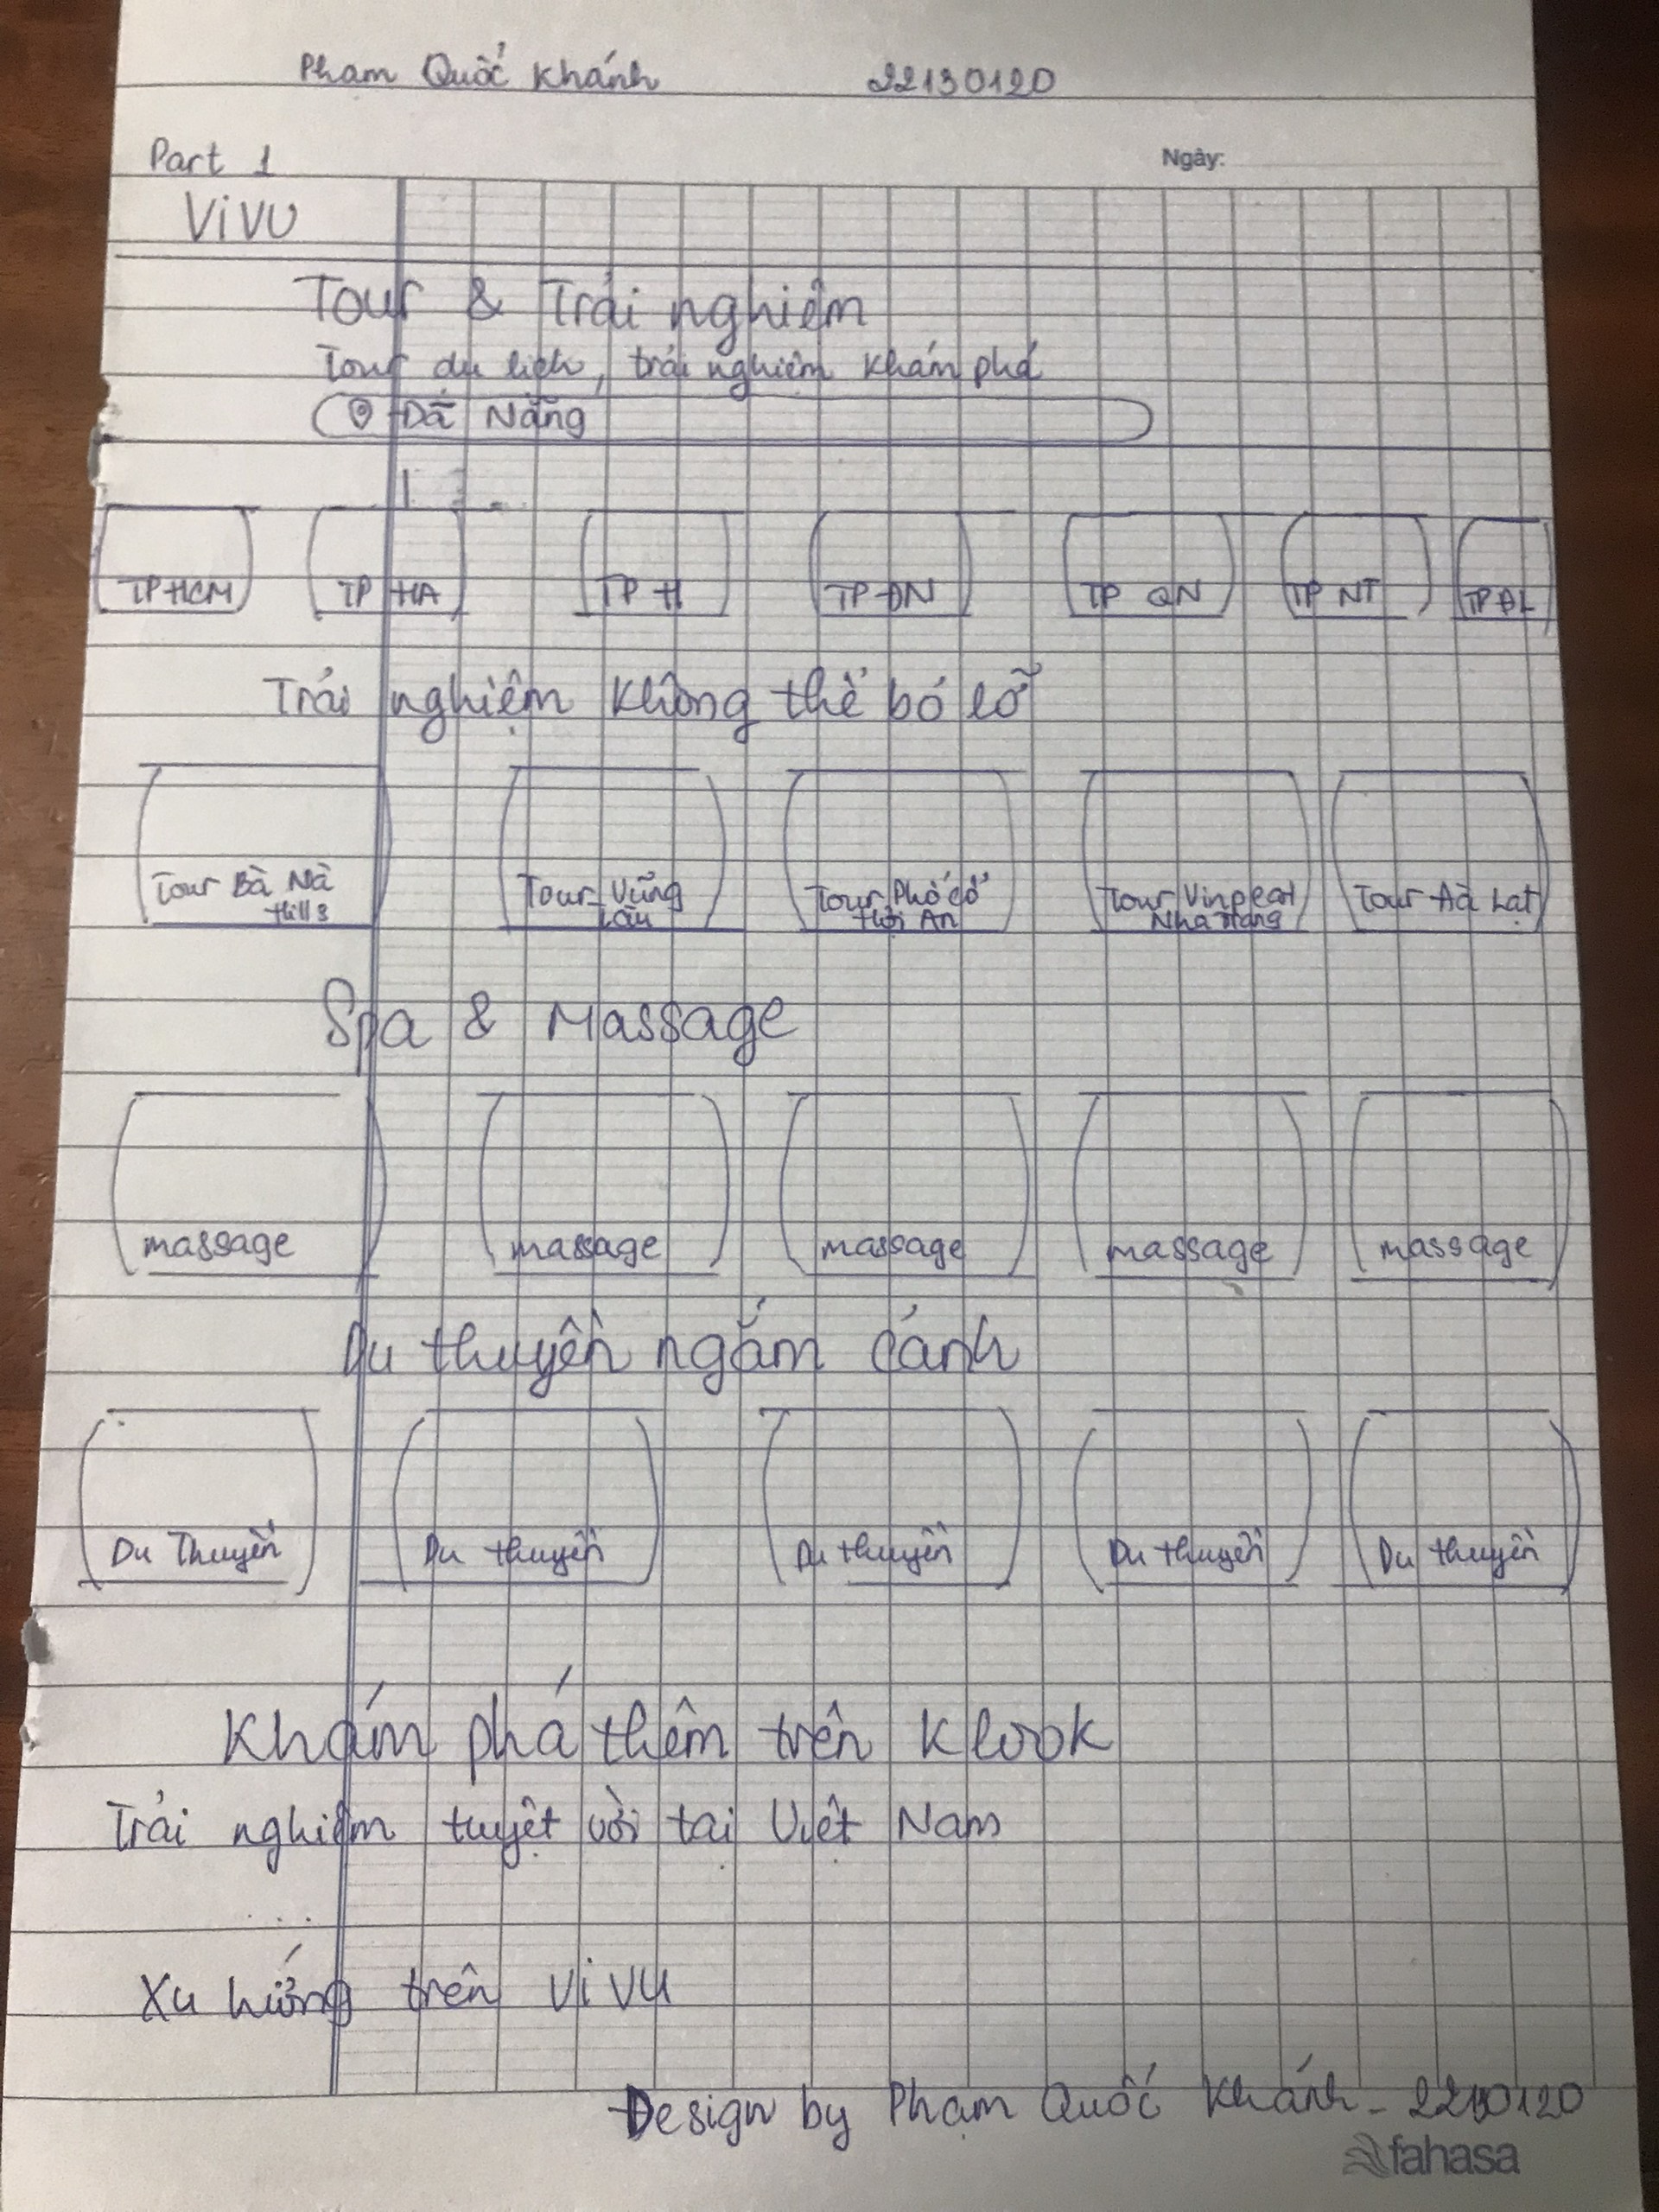 Phạm Quốc Khánh 22130120
Part 1
Ngày:
ViVU
Tour & Trải nghiệm
Tour du lịch, trải nghiệm khám phá
Đà Nẵng
TP HCM TP HA TP H TP ĐN TP QN TP NT TP ĐL
Trải nghiệm không thể bỏ lỡ
Tour Bà Nà Hills Tour Vũng Tàu Tour Phố cổ Hội An Tour Vinpearl Nha Trang Tour Đà Lạt
Spa & Massage
massage massage massage massage massage
Du thuyền ngắm cảnh
Du Thuyền Du thuyền Du thuyền Du thuyền Du thuyền
Khám phá thêm trên Klook
Trải nghiệm tuyệt vời tại Việt Nam
Xu hướng trên ViVU
Design by Phạm Quốc Khánh - 22130120
fahasa